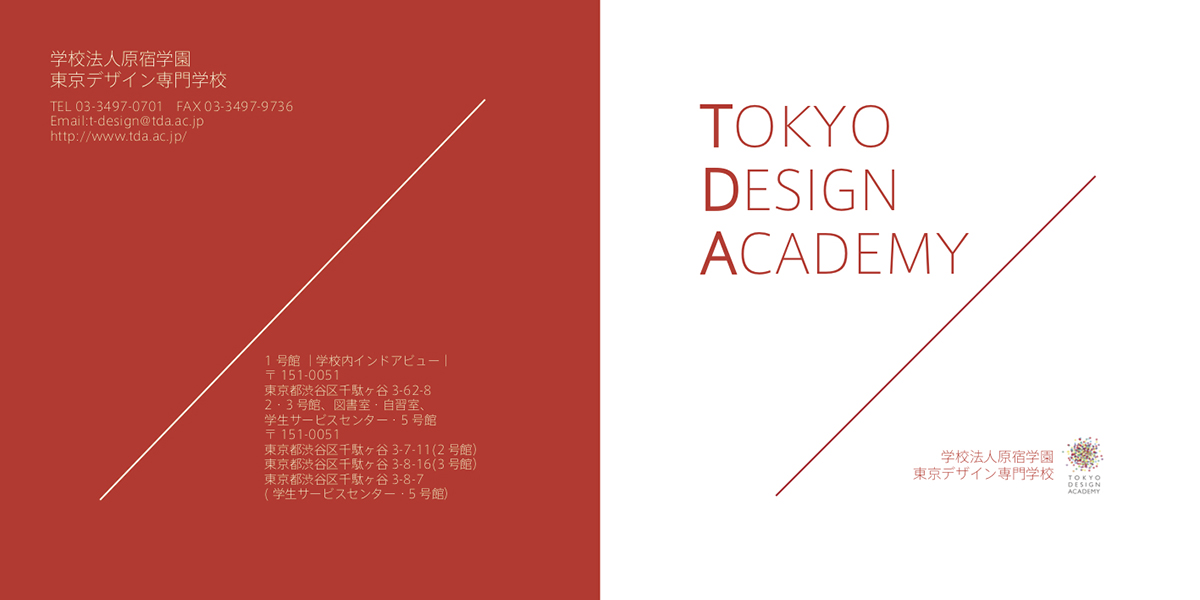 学校法人原宿学園
東京デザイン専門学校
TEL 03-3497-0701 FAX 03-3497-9736
Email:t-design@tda.ac.jp
http://www.tda.ac.jp/
1 号館 ｜学校内インドアビュー｜
〒 151-0051
東京都渋谷区千駄ヶ谷 3-62-8
2・3 号館、図書室・自習室、
学生サービスセンター・5 号館
〒 151-0051
東京都渋谷区千駄ヶ谷 3-7-11(2 号館)
東京都渋谷区千駄ヶ谷 3-8-16(3 号館)
東京都渋谷区千駄ヶ谷 3-8-7
( 学生サービスセンター・5 号館)
TOKYO
DESIGN
ACADEMY
学校法人原宿学園
東京デザイン専門学校
TOKYO
DESIGN
ACADEMY